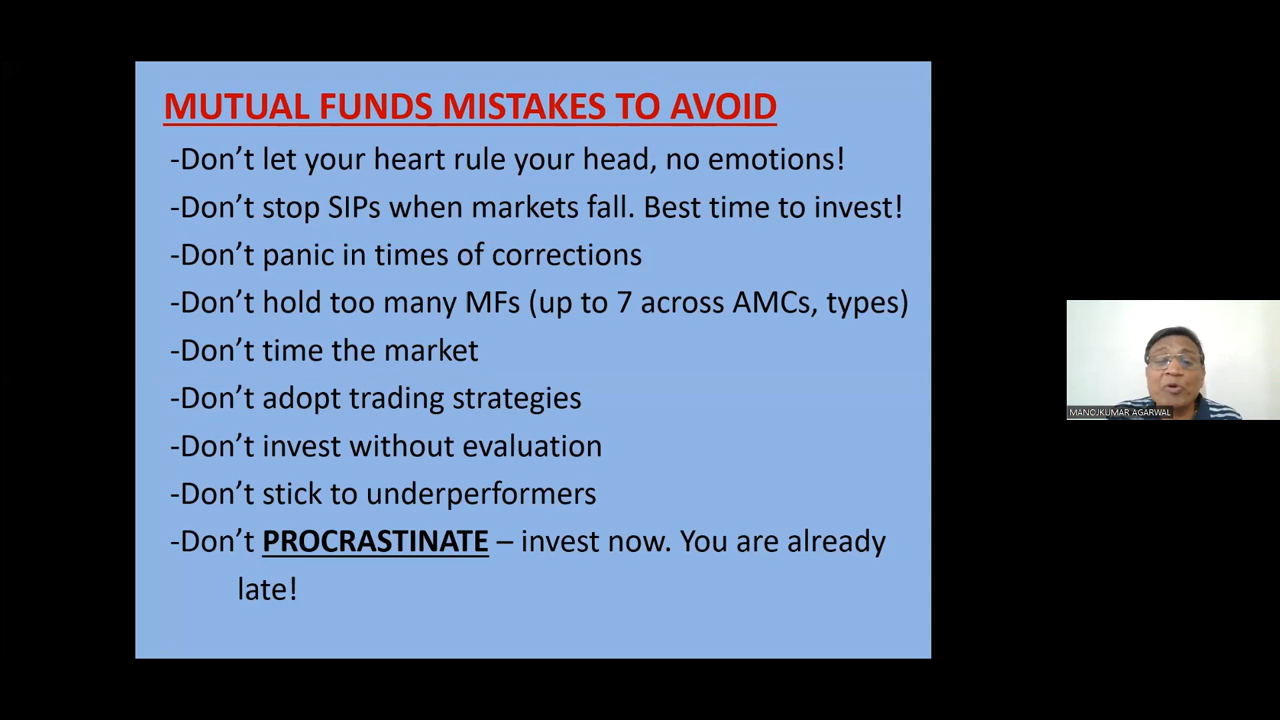 MUTUAL FUNDS MISTAKES TO AVOID
-Don’t let your heart rule your head, no emotions!
-Don’t stop SIPs when markets fall. Best time to invest!
-Don’t panic in times of corrections
-Don’t hold too many MFs (up to 7 across AMCs, types)
-Don’t time the market
-Don’t adopt trading strategies
-Don’t invest without evaluation
-Don’t stick to underperformers
-Don’t PROCRASTINATE – invest now. You are already
late!
MANOJKUMAR AGARWAL